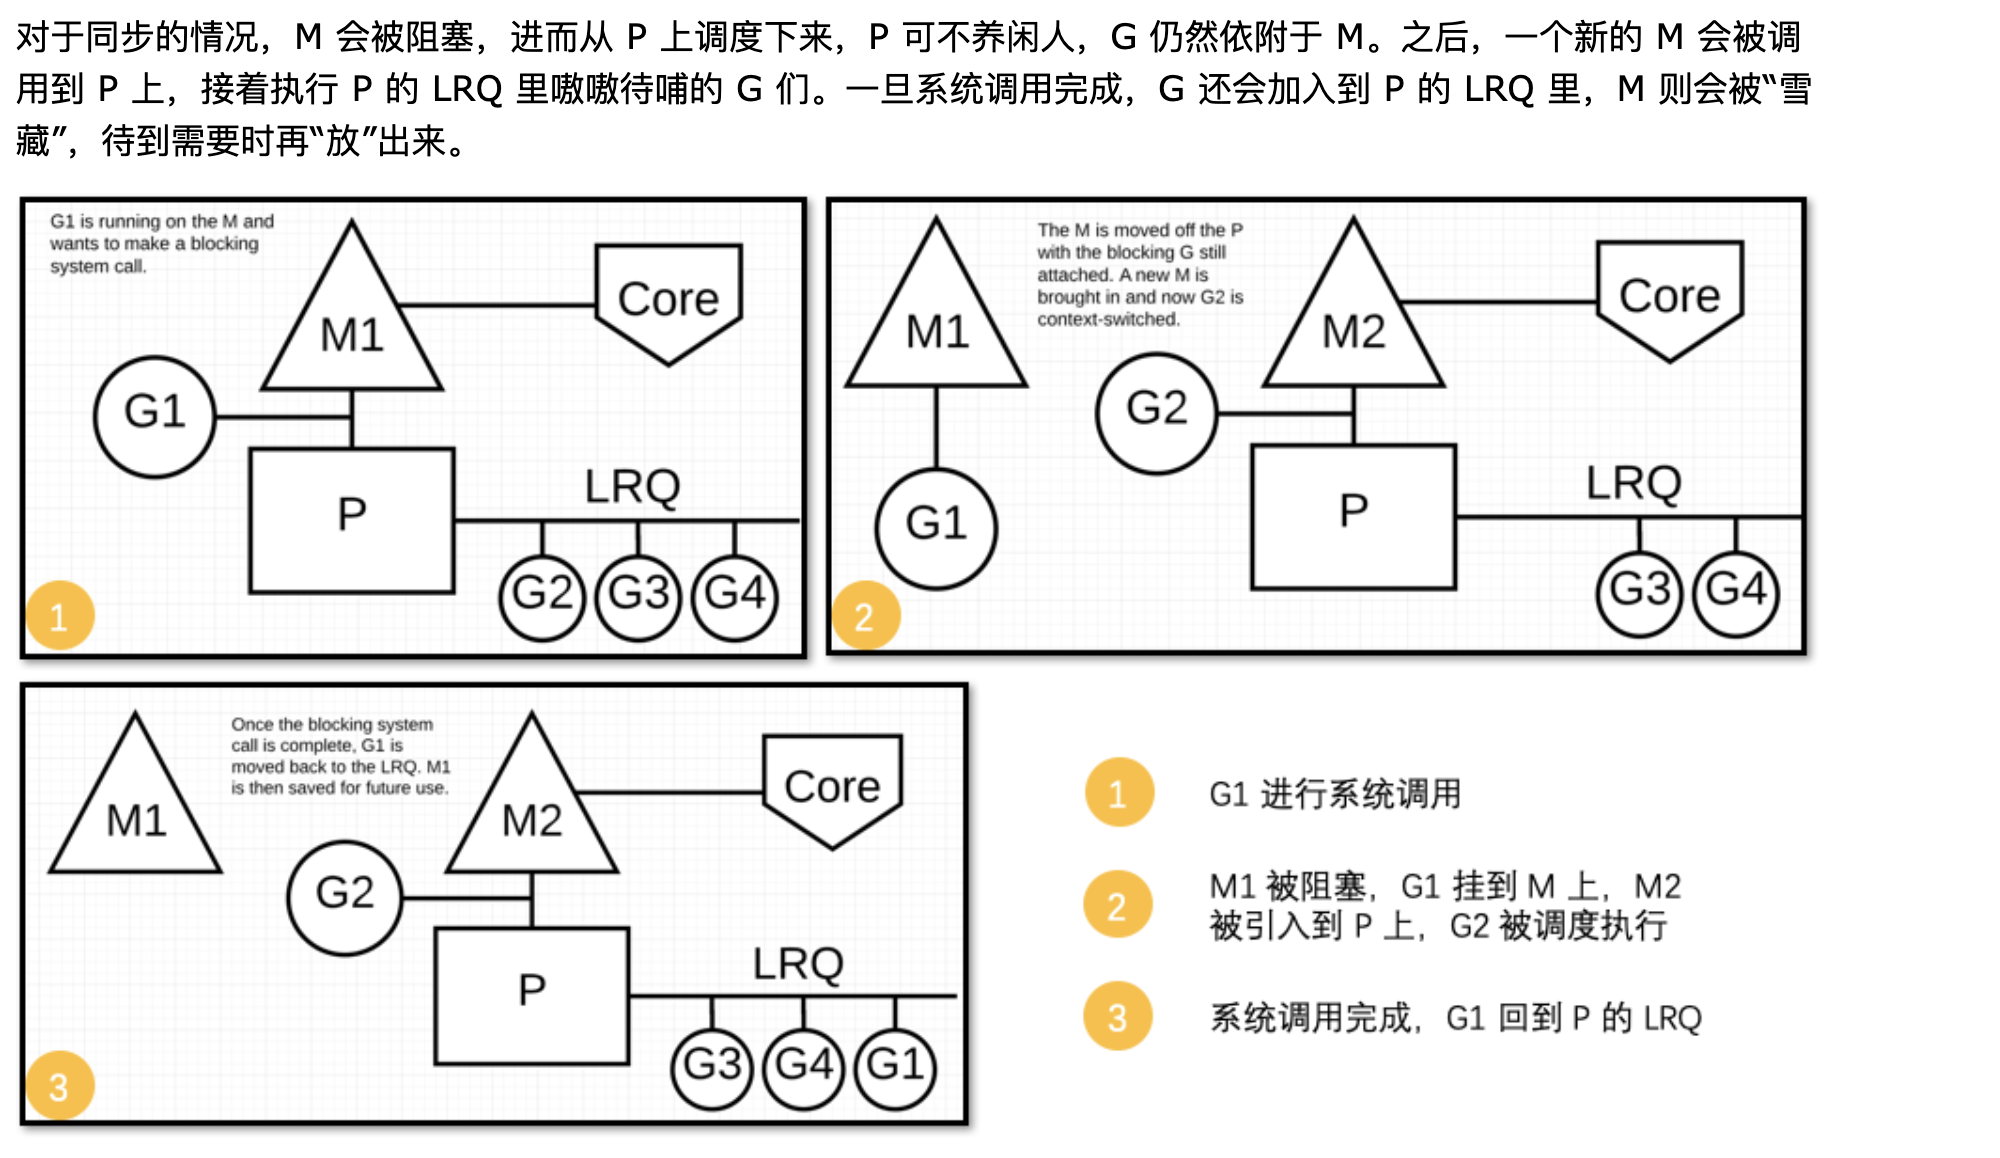 对于同步的情况，M 会被阻塞，进而从 P 上调度下来，P 可不养闲人，G 仍然依附于 M。之后，一个新的 M 会被调
用到 P 上，接着执行 P 的 LRQ 里嗷嗷待哺的 G 们。一旦系统调用完成，G 还会加入到 P 的 LRQ 里，M 则会被“雪
藏”，待到需要时再“放”出来。
G1 is running on the M and
wants to make a blocking
system call.
M1
Core
G1
P
LRQ
G2 G3 G4
1
M1
The M is moved off the P
with the blocking G still
attached. A new M is
brought in and now G2 is
context-switched.
M2
Core
G2
G1
P
LRQ
G3 G4
2
M1
Once the blocking system
call is complete, G1 is
moved back to the LRQ. M1
is then saved for future use.
M2
Core
G2
P
LRQ
G3 G4 G1
3
1 G1 进行系统调用
2 M1 被阻塞，G1 挂到 M 上，M2
被引入到 P 上，G2 被调度执行
3 系统调用完成，G1 回到 P 的 LRQ